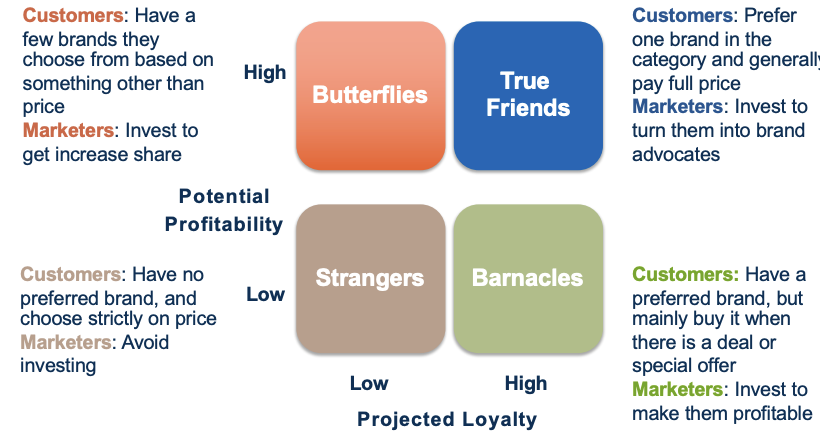 Customers: Have a
few brands they
choose from based on
something other than
price
Marketers: Invest to
get increase share
High
Butterflies
True
Friends
Customers: Prefer
one brand in the
category and generally
pay full price
Marketers: Invest to
turn them into brand
advocates
Potential
Profitability
Customers: Have no
preferred brand, and
choose strictly on price
Marketers: Avoid
investing
Low
Strangers
Barnacles
Customers: Have a
preferred brand, but
mainly buy it when
there is a deal or
special offer
Marketers: Invest to
make them profitable
Low
High
Projected Loyalty